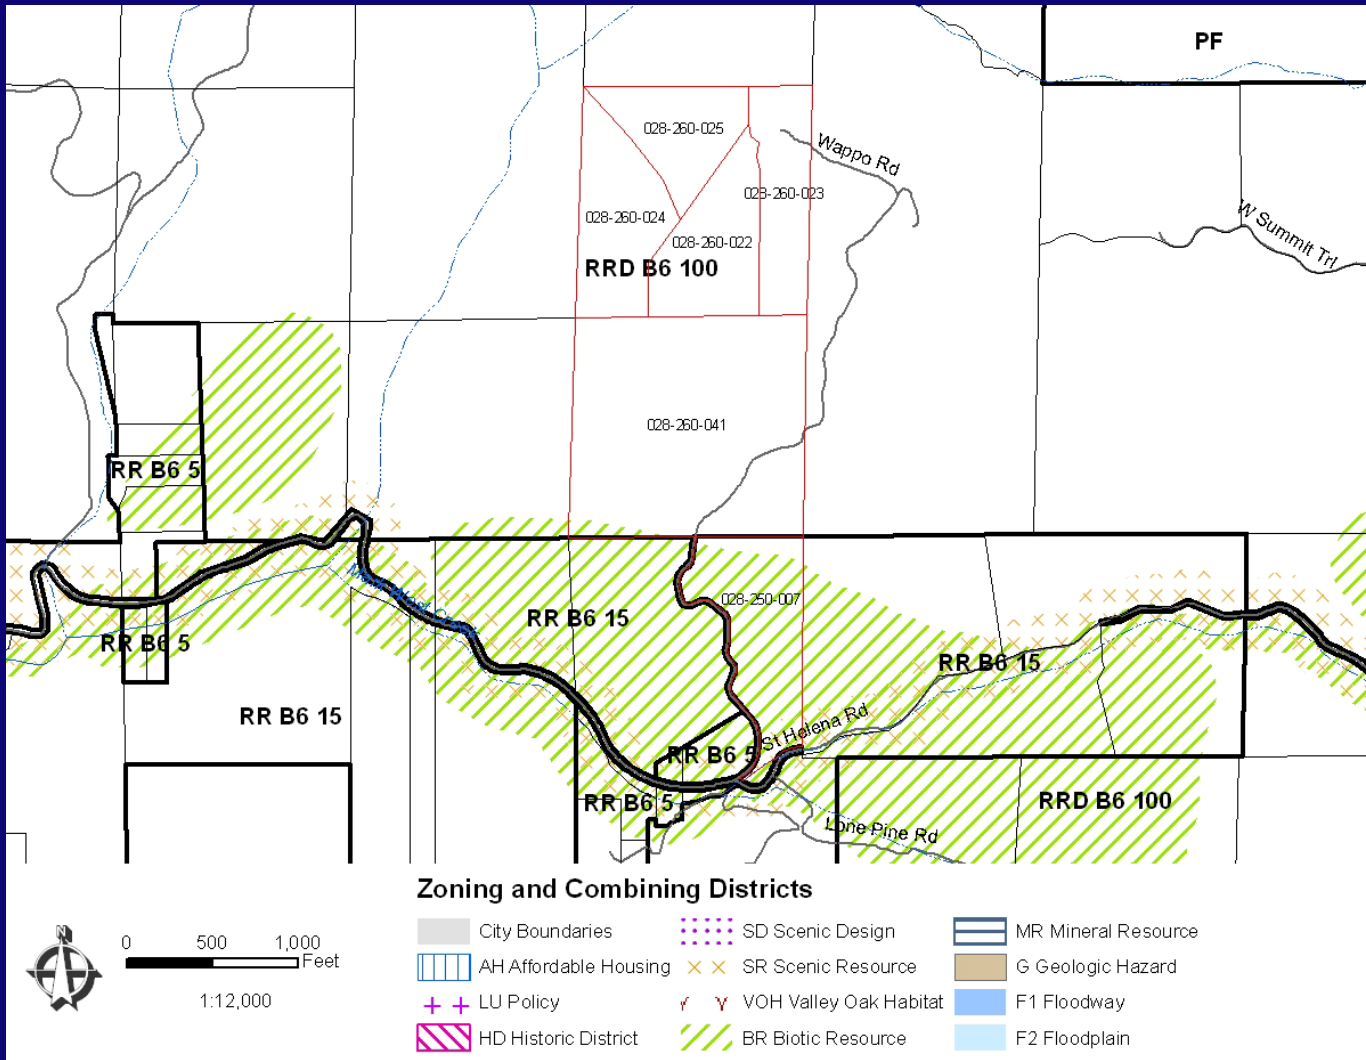 PF
028-260-025
Wappo Rd
028-260-023
028-260-024
W Summit Trl
028-260-022
RRD B6 100
028-260-041
RR B6 5
Mark West Creek
028-250-007
RR B6 15
RR B6 5
RR B6 15
RR B6 15
St Helena Rd
RR B6 5
RR B6 5
RRD B6 100
Lone Pine Rd
Zoning and Combining Districts
N
0 500 1,000
Feet
1:12,000
City Boundaries
SD Scenic Design
MR Mineral Resource
AH Affordable Housing
SR Scenic Resource
G Geologic Hazard
LU Policy
VOH Valley Oak Habitat
F1 Floodway
HD Historic District
BR Biotic Resource
F2 Floodplain